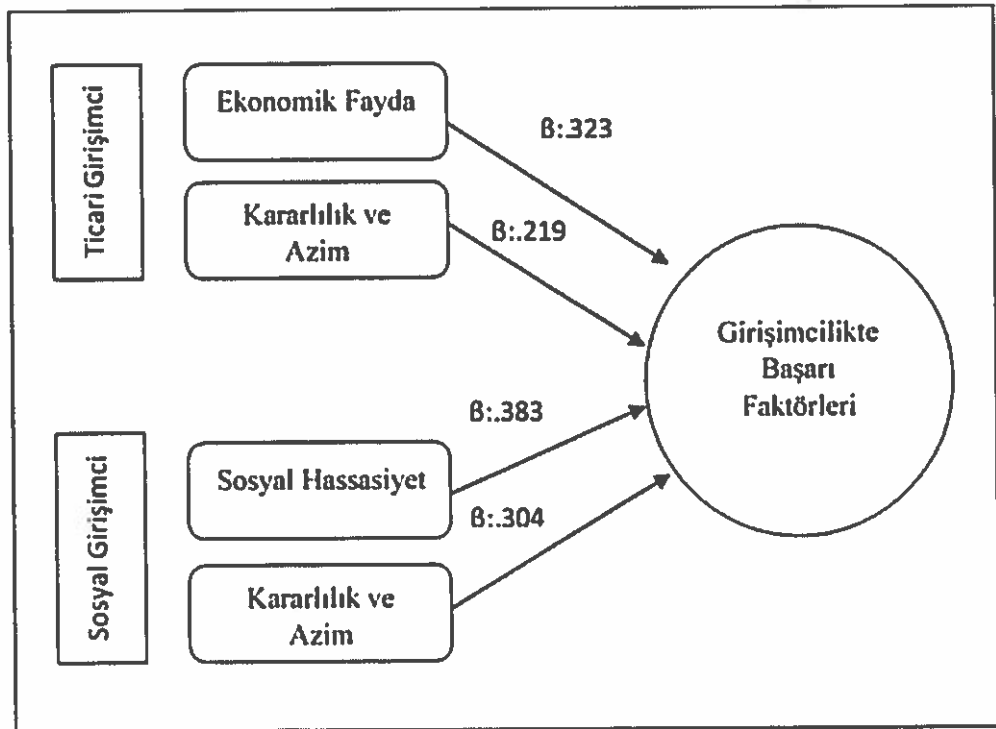 Ticari Girişimci
Ekonomik Fayda
ß:.323
Kararlılık ve
Azim
ß:.219
Girişimcilikte
Başarı
Faktörleri
Sosyal Girişimci
Sosyal Hassasiyet
ß:.383
ß:.304
Kararlılık ve
Azim